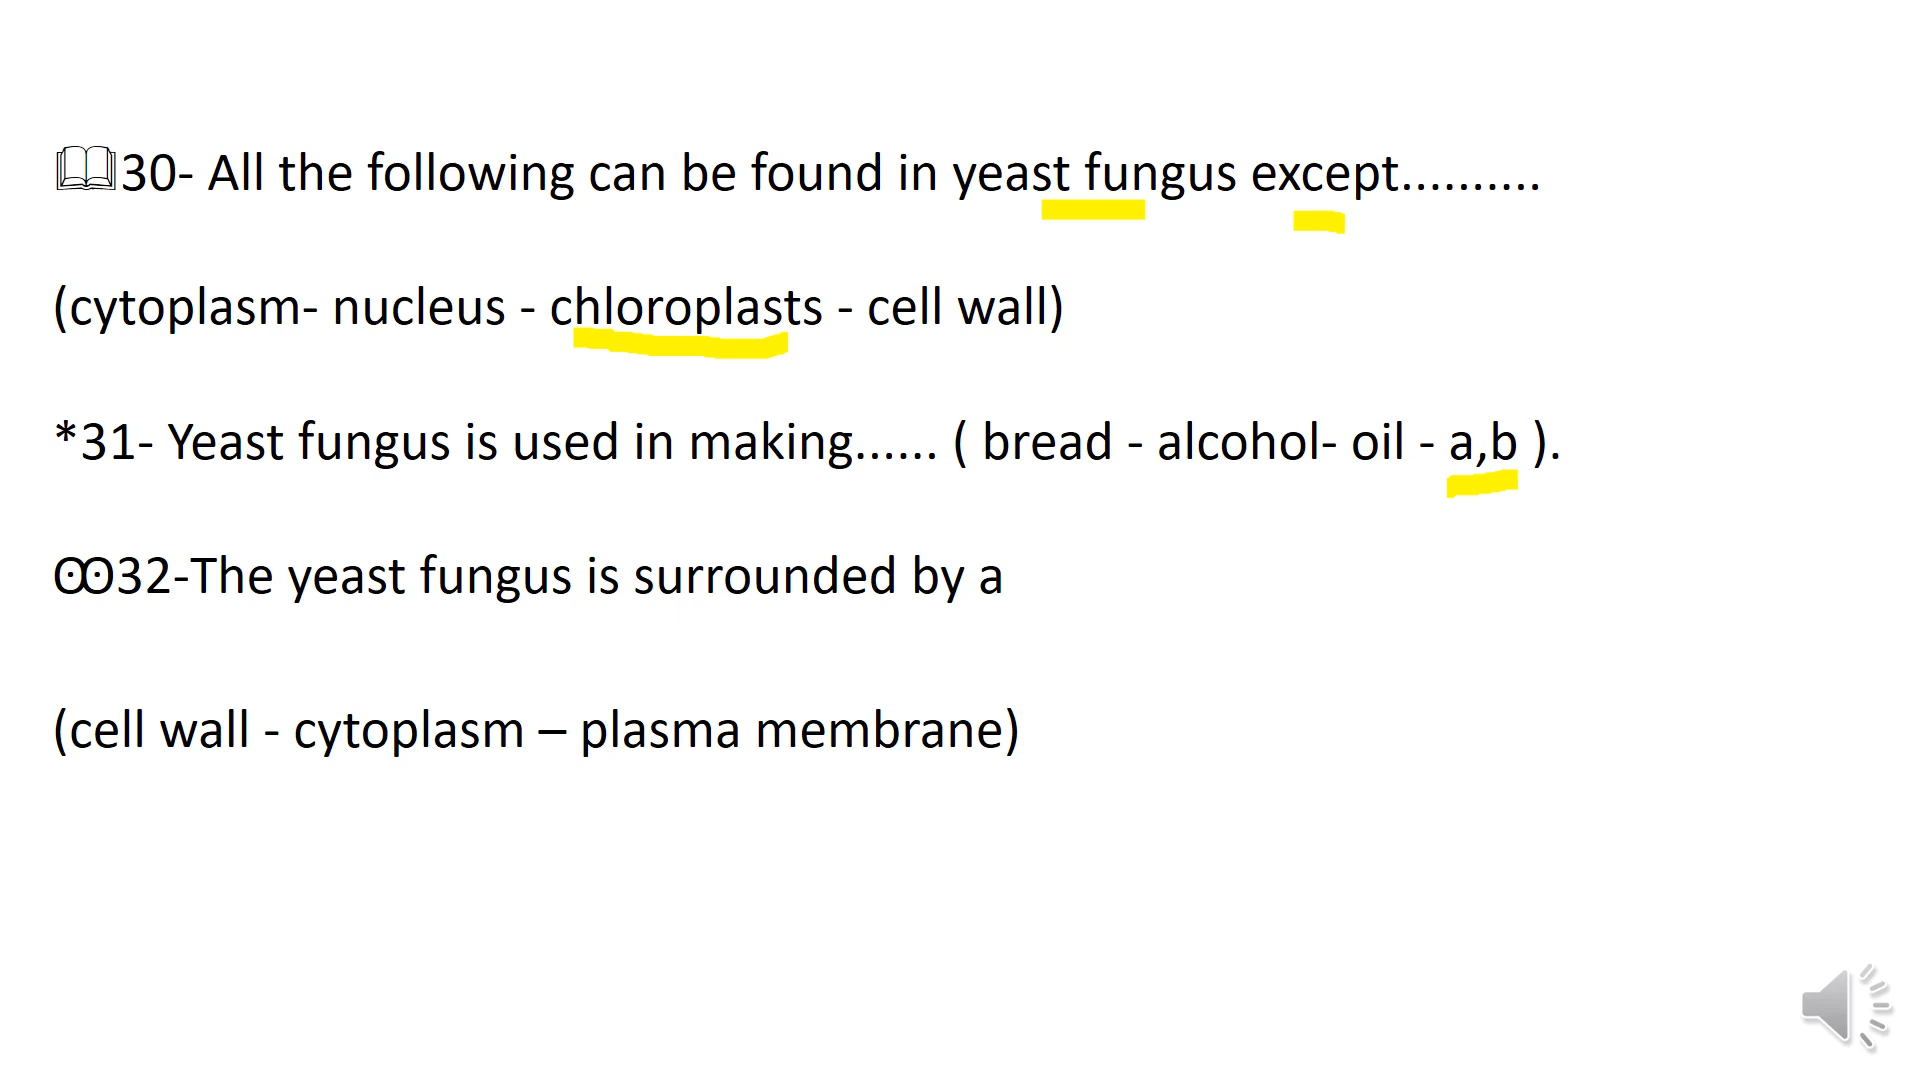 🕮30- All the following can be found in yeast fungus except..........
(cytoplasm- nucleus - chloroplasts - cell wall)
*31- Yeast fungus is used in making...... ( bread - alcohol- oil - a,b ).
ꙭ32-The yeast fungus is surrounded by a
(cell wall - cytoplasm – plasma membrane)